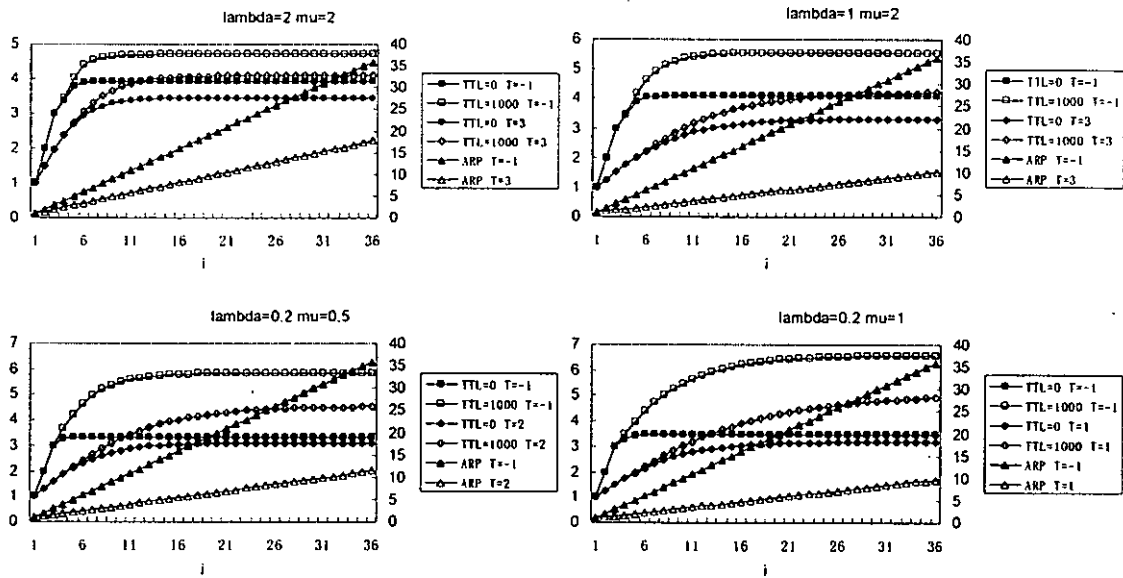 lambda=2 mu=2
5
4
3
2
1
0
40
35
30
25
20
15
10
5
0
1 6 11 16 21 26 31 36
i
TTL=0 T=-1
TTL=1000 T=-1
TTL=0 T=3
TTL=1000 T=3
ARP T=-1
ARP T=3
lambda=1 mu=2
6
5
4
3
2
1
0
40
35
30
25
20
15
10
5
0
1 6 11 16 21 26 31 36
i
TTL=0 T=-1
TTL=1000 T=-1
TTL=0 T=3
TTL=1000 T=3
ARP T=-1
ARP T=3
lambda=0.2 mu=0.5
7
6
5
4
3
2
1
0
40
35
30
25
20
15
10
5
0
1 6 11 16 21 26 31 36
i
TTL=0 T=-1
TTL=1000 T=-1
TTL=0 T=2
TTL=1000 T=2
ARP T=-1
ARP T=2
lambda=0.2 mu=1
7
6
5
4
3
2
1
0
40
35
30
25
20
15
10
5
0
1 6 11 16 21 26 31 36
i
TTL=0 T=-1
TTL=1000 T=-1
TTL=0 T=1
TTL=1000 T=1
ARP T=-1
ARP T=1